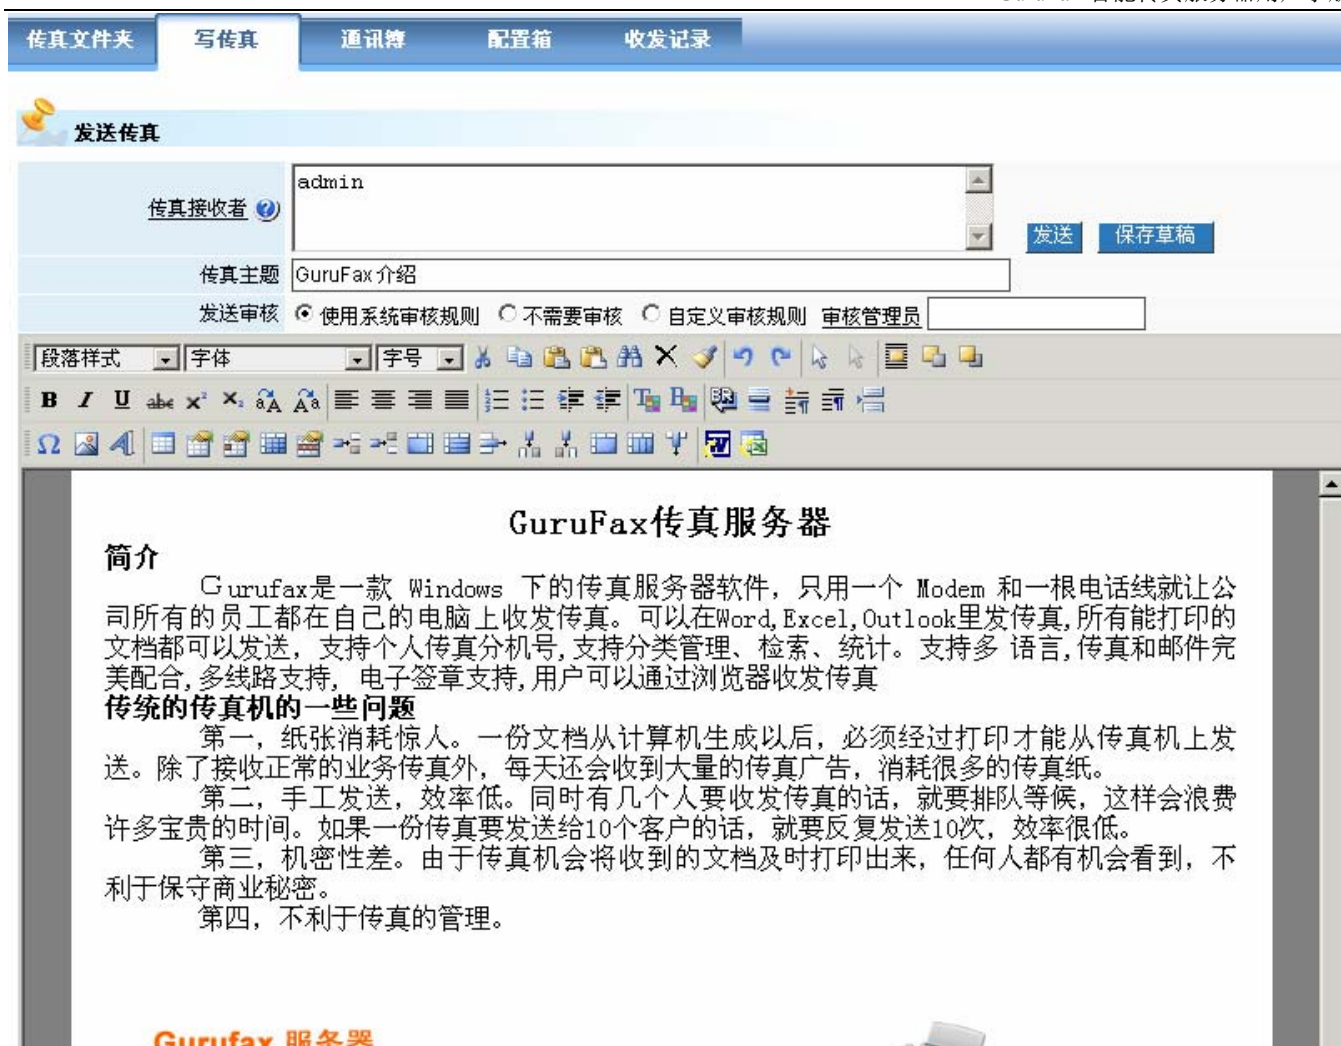 传真文件夹 写传真 通讯簿 配置箱 收发记录
发送传真
传真接收者 admin
发送 保存草稿
传真主题 GuruFax介绍
发送审核 使用系统审核规则 不需要审核 自定义审核规则 审核管理员
段落样式 字体 字号
GuruFax传真服务器
简介
Gurufax是一款 Windows 下的传真服务器软件，只用一个 Modem 和一根电话线就让公
司所有的员工都在自己的电脑上收发传真。可以在Word,Excel,Outlook里发传真,所有能打印的
文档都可以发送，支持个人传真分机号,支持分类管理、检索、统计。支持多 语言,传真和邮件完
美配合,多线路支持, 电子签章支持,用户可以通过浏览器收发传真
传统的传真机的一些问题
第一，纸张消耗惊人。一份文档从计算机生成以后，必须经过打印才能从传真机上发
送。除了接收正常的业务传真外，每天还会收到大量的传真广告，消耗很多的传真纸。
第二，手工发送，效率低。同时有几个人要收发传真的话，就要排队等候，这样会浪费
许多宝贵的时间。如果一份传真要发送给10个客户的话，就要反复发送10次，效率很低。
第三，机密性差。由于传真机会将收到的文档及时打印出来，任何人都有机会看到，不
利于保守商业秘密。
第四，不利于传真的管理。
Gurufax 服务器